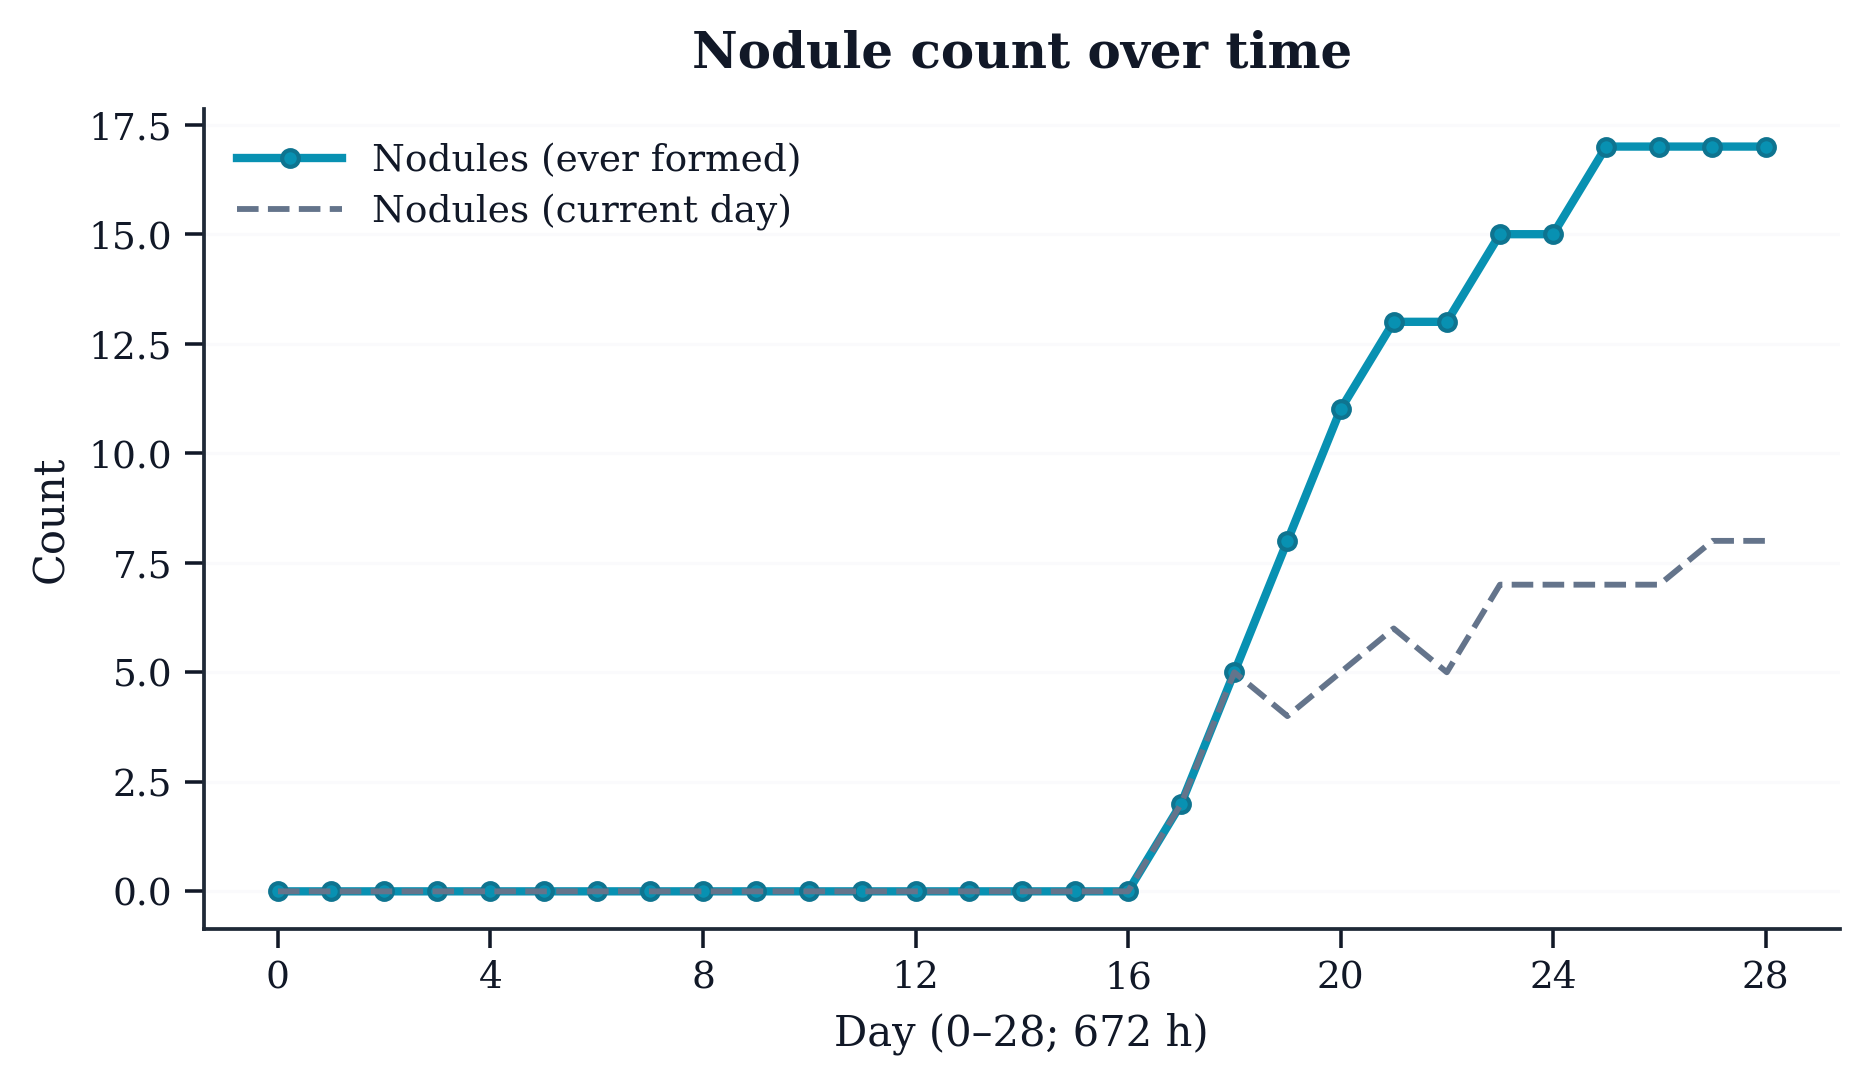 Nodule count over time
17.5
15.0
12.5
10.0
7.5
5.0
2.5
0.0
Count
Nodules (ever formed)
Nodules (current day)
0 4 8 12 16 20 24 28
Day (0–28; 672 h)